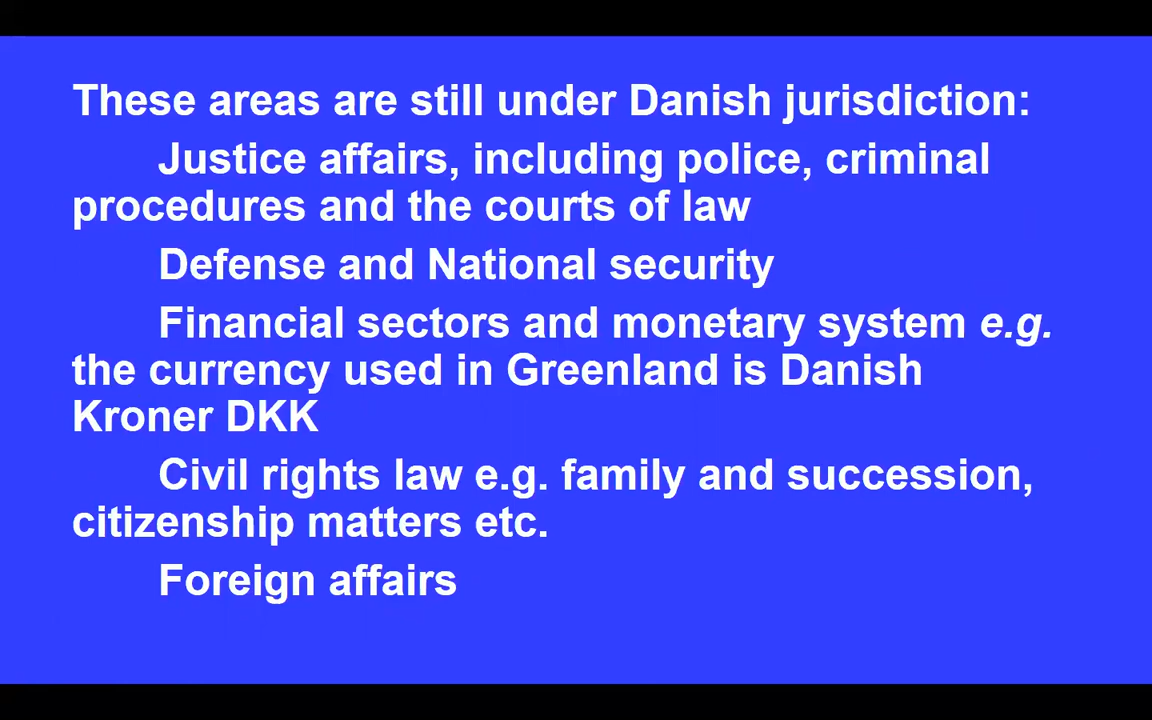 These areas are still under Danish jurisdiction:
Justice affairs, including police, criminal
procedures and the courts of law
Defense and National security
Financial sectors and monetary system e.g.
the currency used in Greenland is Danish
Kroner DKK
Civil rights law e.g. family and succession,
citizenship matters etc.
Foreign affairs